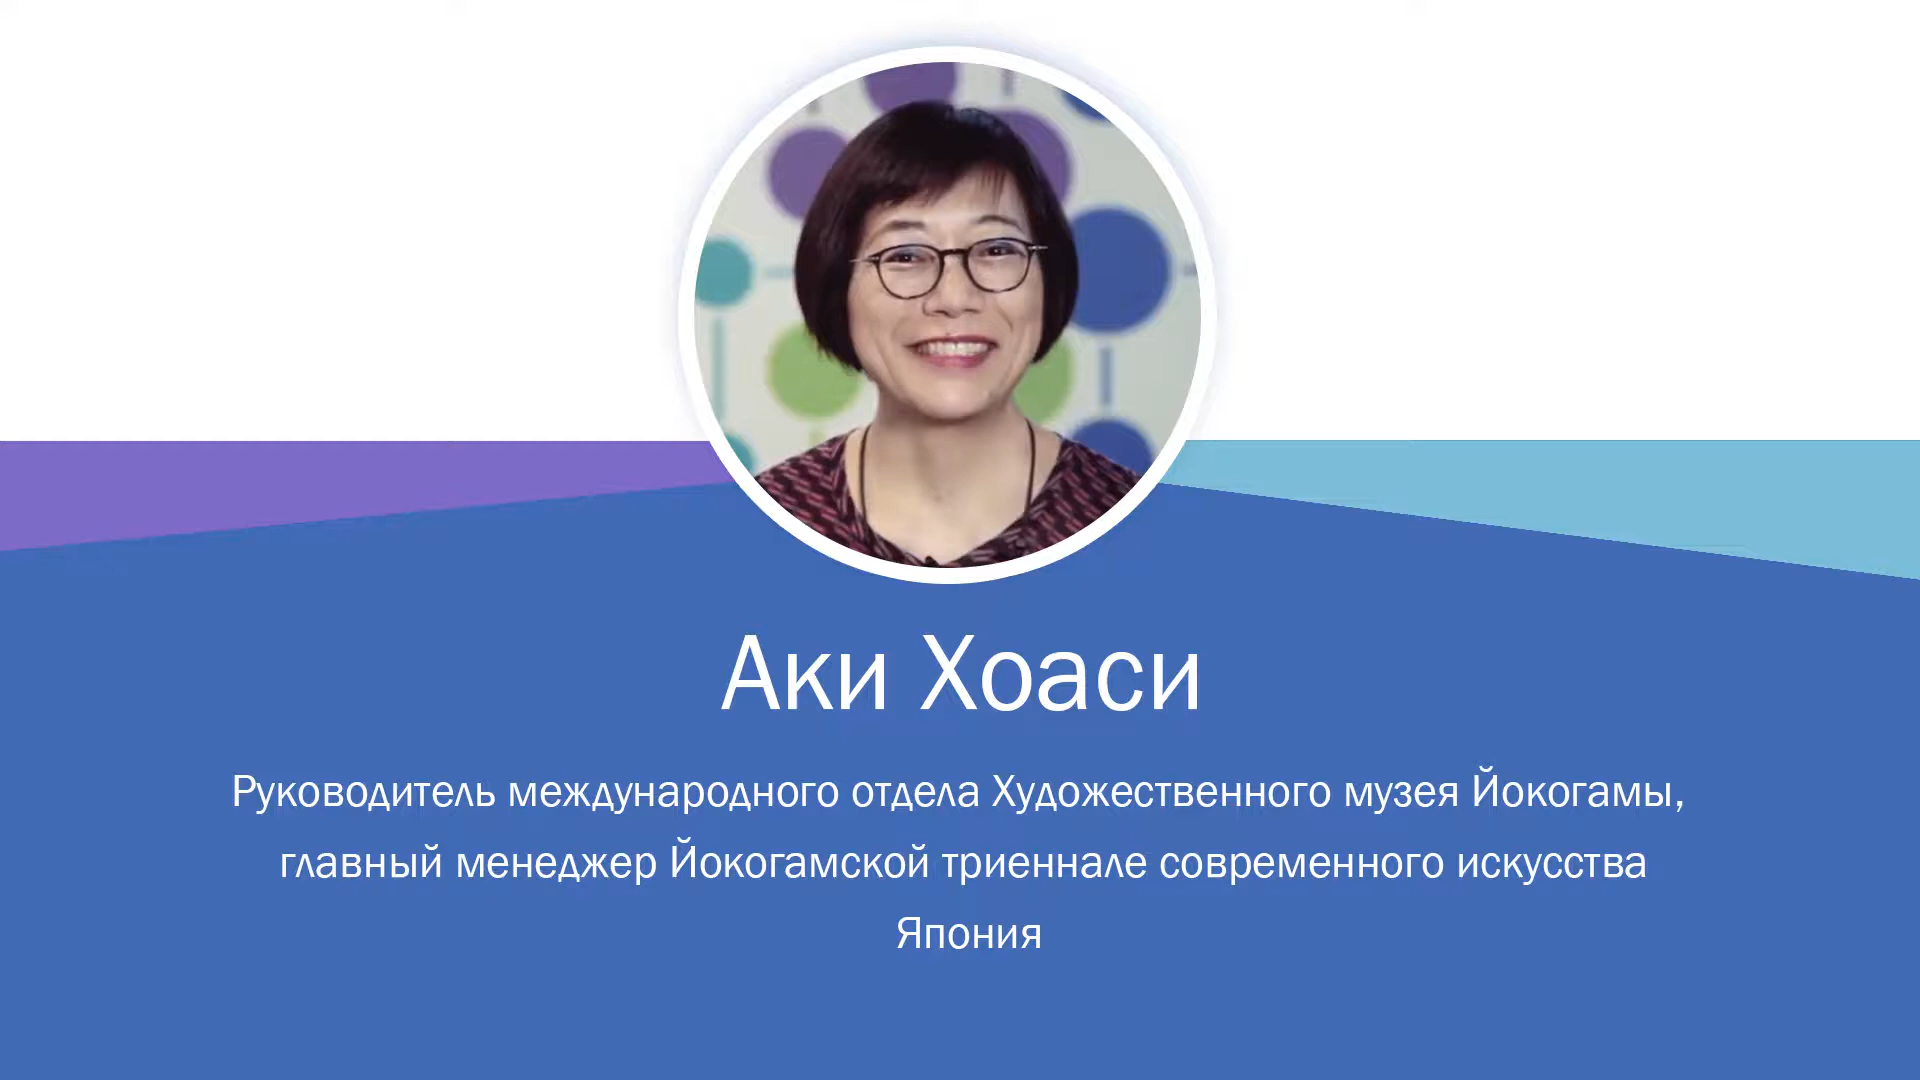 Аки Хоаси
Руководитель международного отдела Художественного музея Йокогамы,
главный менеджер Йокогамской триеннале современного искусства
Япония